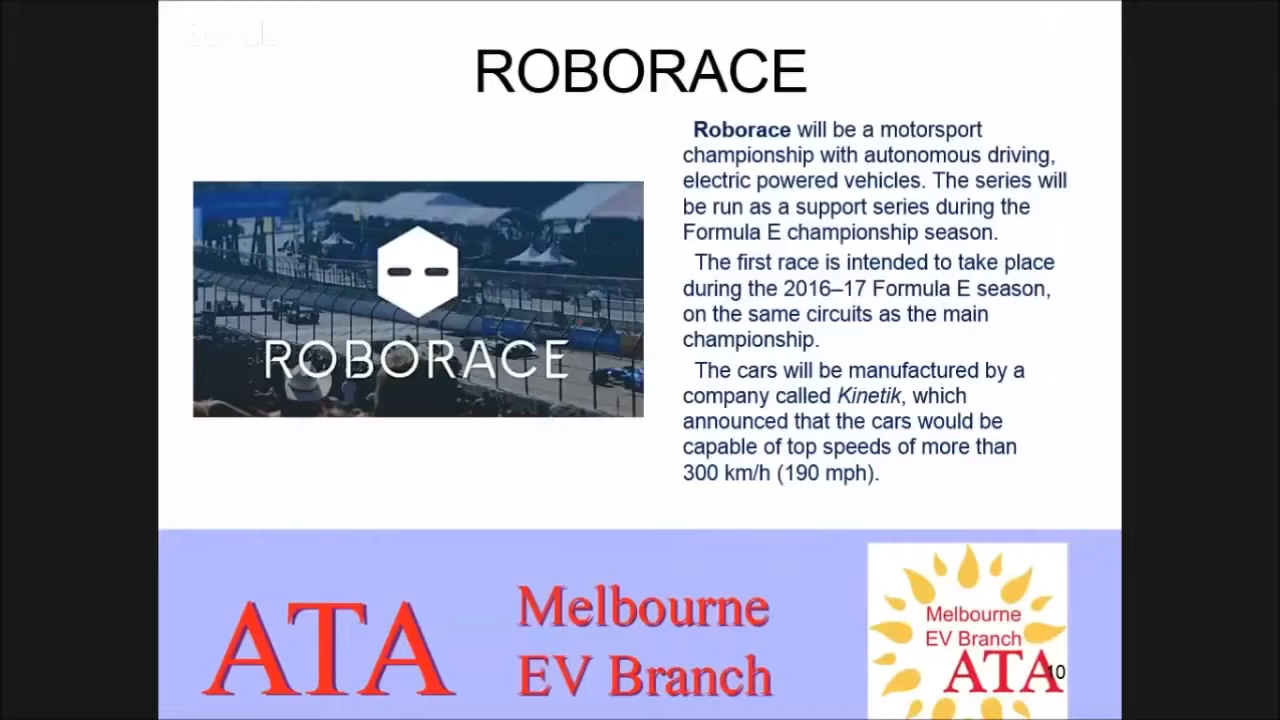 ROBORACE
Roborace will be a motorsport
championship with autonomous driving,
electric powered vehicles. The series will
be run as a support series during the
Formula E championship season.
The first race is intended to take place
during the 2016–17 Formula E season,
on the same circuits as the main
championship.
The cars will be manufactured by a
company called Kinetik, which
announced that the cars would be
capable of top speeds of more than
300 km/h (190 mph).
ROBORACE
ATA
Melbourne
EV Branch
Melbourne
EV Branch
ATA
10